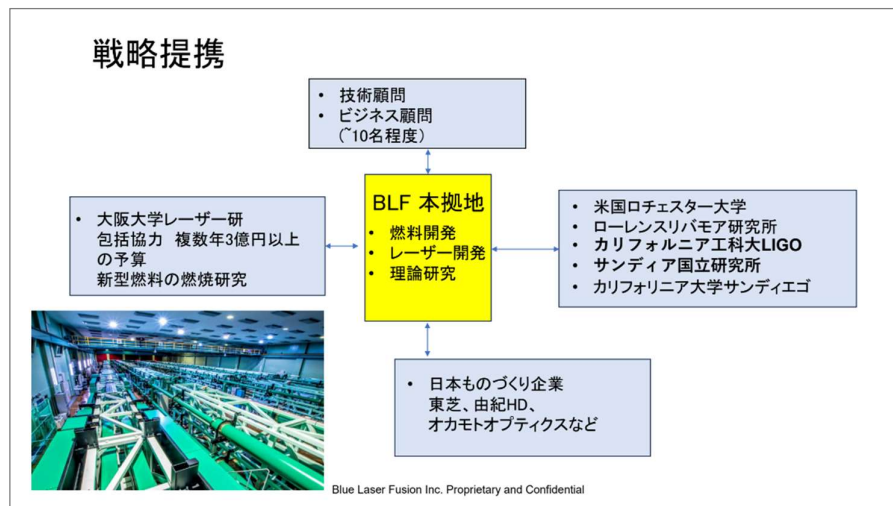 戦略提携
• 技術顧問
• ビジネス顧問
(~10名程度)
BLF 本拠地
• 燃料開発
• レーザー開発
• 理論研究
• 大阪大学レーザー研
包括協力 複数年3億円以上
の予算
新型燃料の燃焼研究
• 米国ロチェスター大学
• ローレンスリバモア研究所
• カリフォルニア工科大LIGO
• サンディア国立研究所
• カリフォリニア大学サンディエゴ
• 日本ものづくり企業
東芝、由紀HD、
オカモトオプティクスなど
Blue Laser Fusion Inc. Proprietary and Confidential